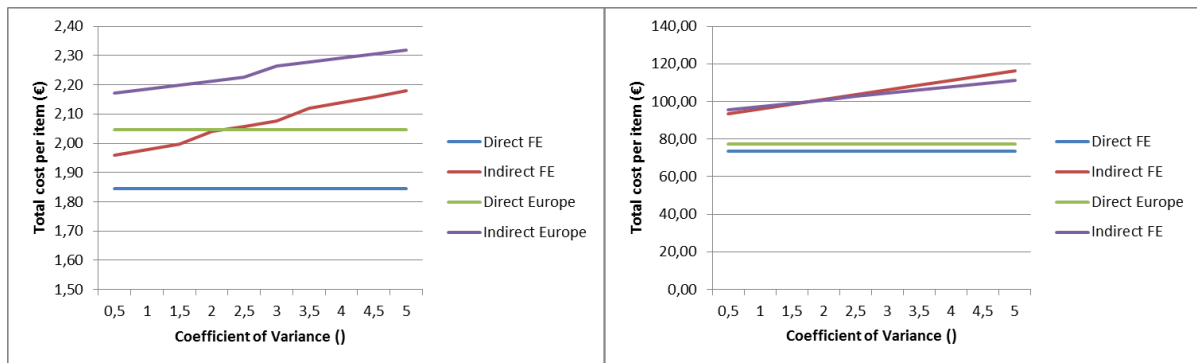 Total cost per item (€)
2,40
2,30
2,20
2,10
2,00
1,90
1,80
1,70
1,60
1,50
0,5 1 1,5 2 2,5 3 3,5 4 4,5 5
Coefficient of Variance ()
Direct FE
Indirect FE
Direct Europe
Indirect Europe
Total cost per item (€)
140,00
120,00
100,00
80,00
60,00
40,00
20,00
0,00
0,5 1 1,5 2 2,5 3 3,5 4 4,5 5
Coefficient of Variance ()
Direct FE
Indirect FE
Direct Europe
Indirect FE